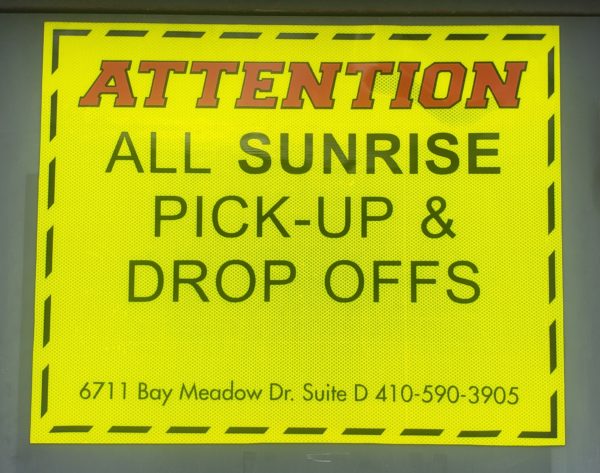 ATTENTION
ALL SUNRISE
PICK-UP &
DROP OFFS
6711 Bay Meadow Dr. Suite D 410-590-3905